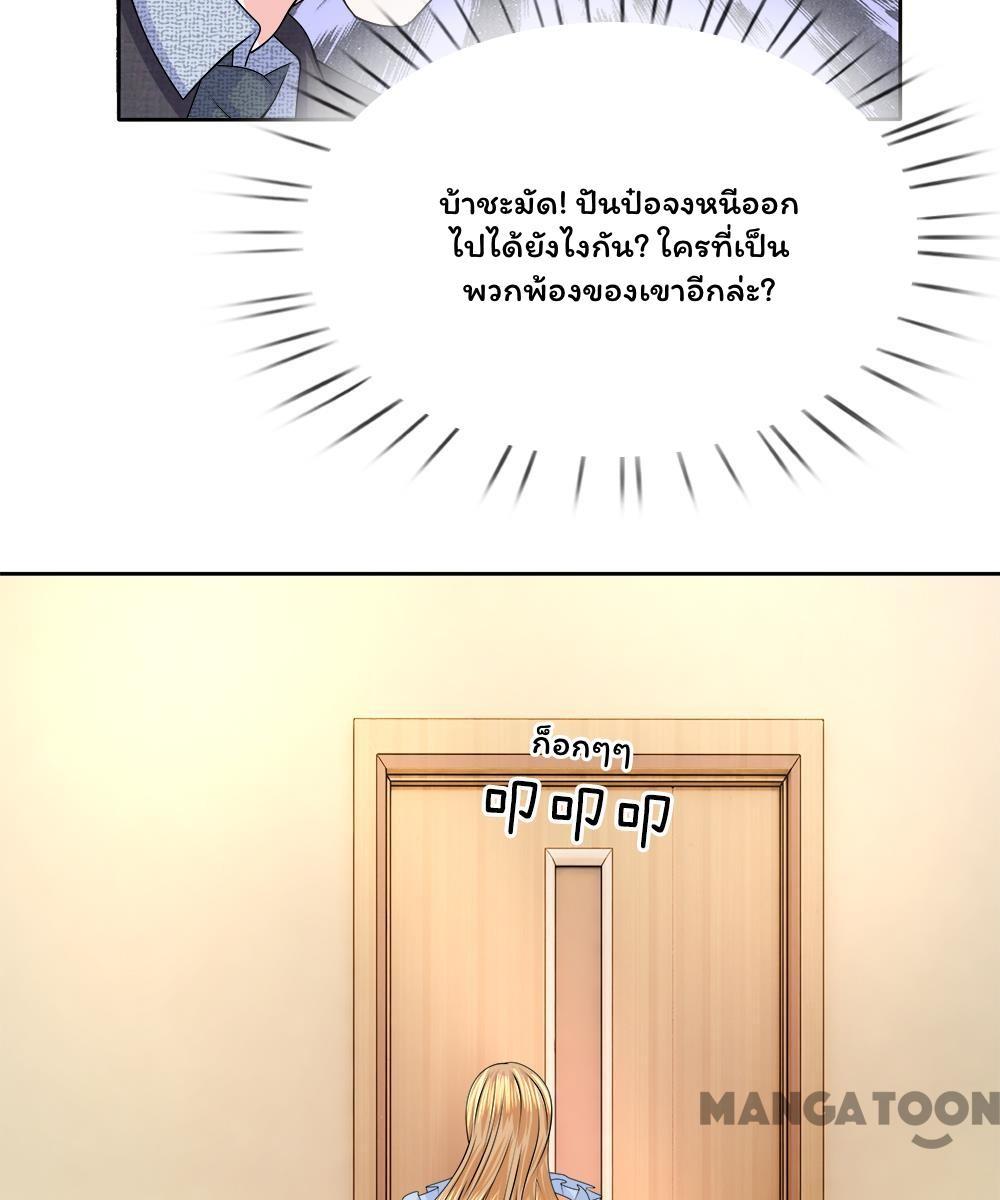 บ้าชะมัด! ปันป๋อจงหนีออก
ไปได้ยังไงกัน? ใครที่เป็น
พวกพ้องของเขาอีกล่ะ?
ก็อกๆๆ
叩 叩 叩
MANGATOON